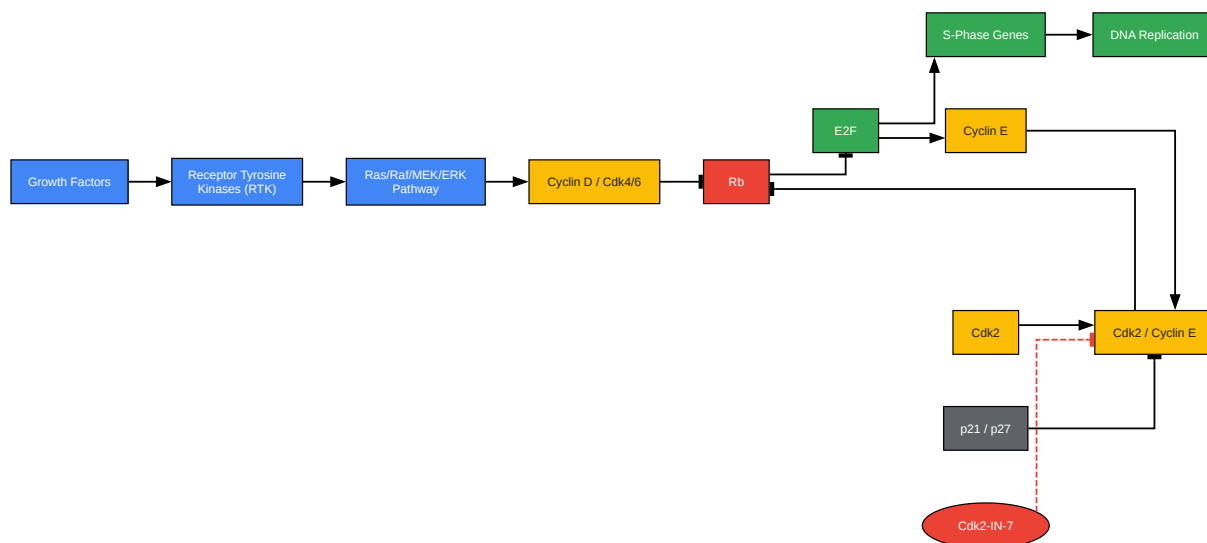 S-Phase Genes
DNA Replication
E2F
Cyclin E
Growth Factors
Receptor Tyrosine
Kinases (RTK)
Ras/Raf/MEK/ERK
Pathway
Cyclin D / Cdk4/6
Rb
Cdk2
Cdk2 / Cyclin E
p21 / p27
Cdk2-IN-7